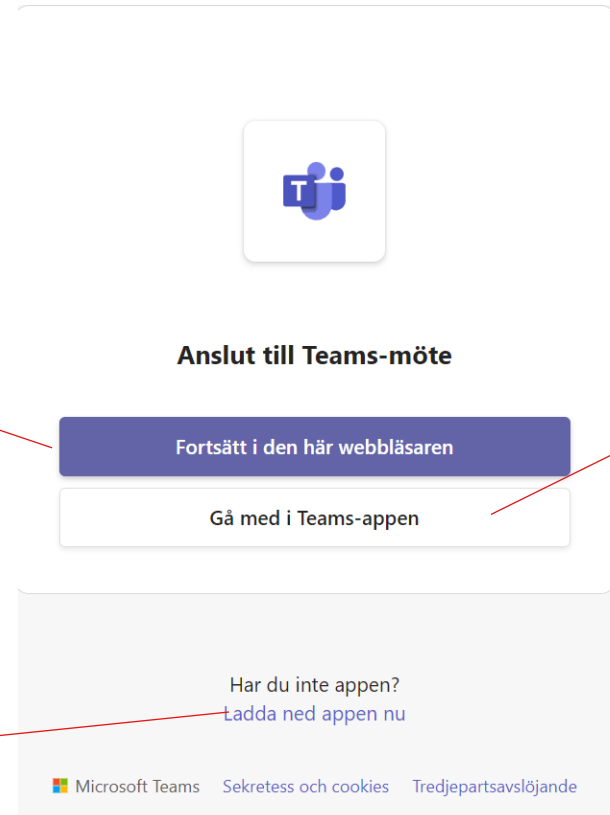 T
Anslut till Teams-möte
Fortsätt i den här webbläsaren
Gå med i Teams-appen
Har du inte appen?
Ladda ned appen nu
Microsoft Teams Sekretess och cookies Tredjepartsavslöjande